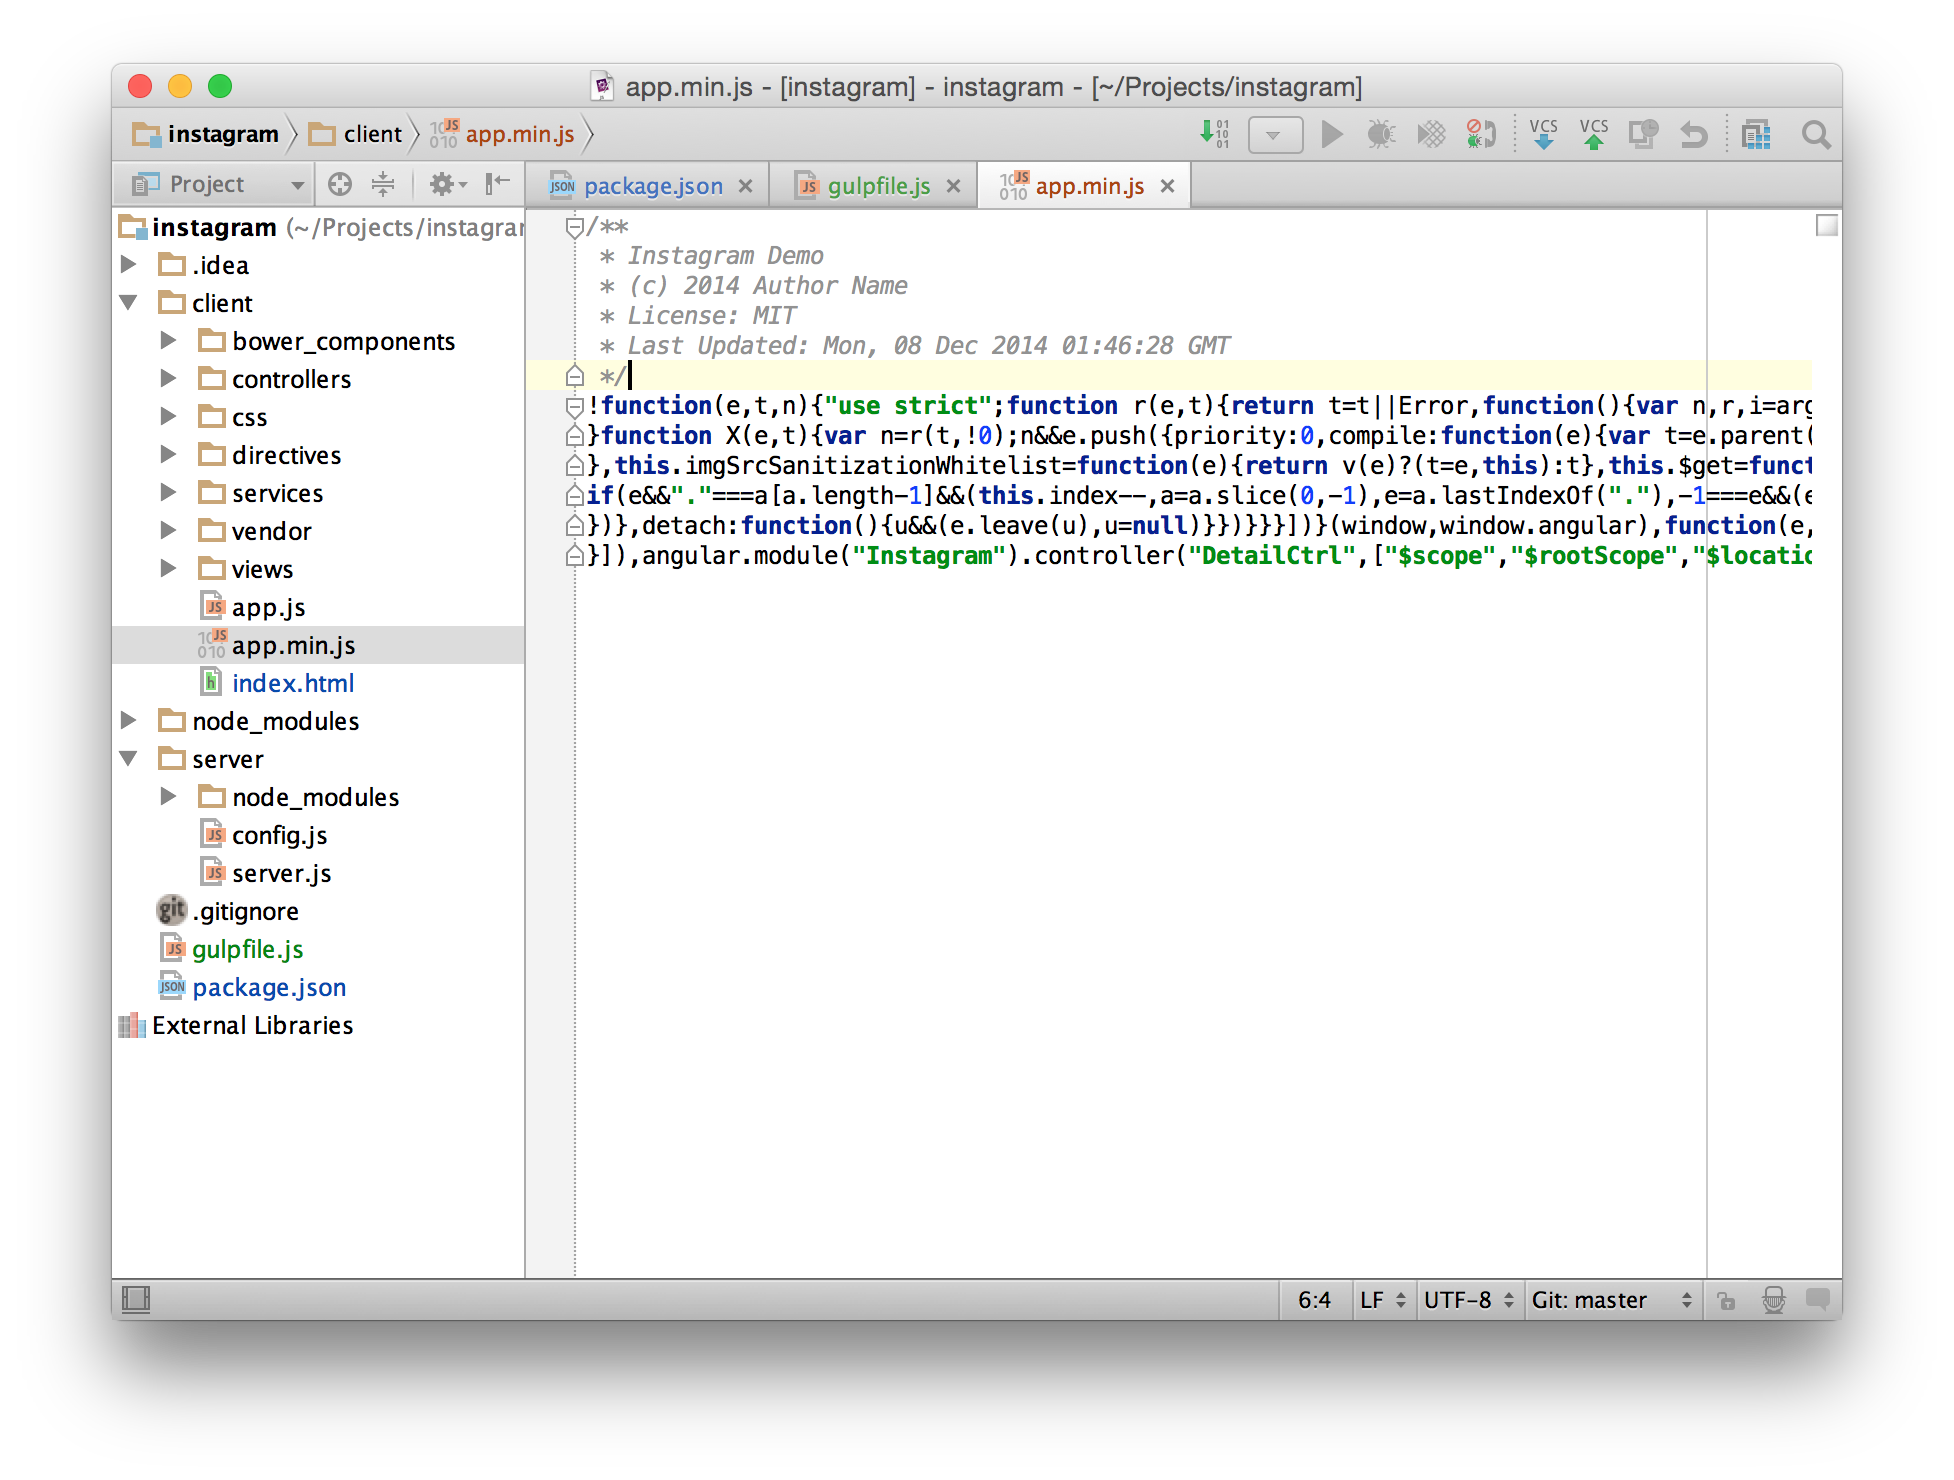 app.min.js - [instagram] - instagram - [~/Projects/instagram]
instagram client app.min.js
VCS VCS
Project
package.json gulpfile.js app.min.js
instagram (~/Projects/instagram
.idea
client
bower_components
controllers
css
directives
services
vendor
views
app.js
app.min.js
index.html
node_modules
server
node_modules
config.js
server.js
.gitignore
gulpfile.js
package.json
External Libraries
/**
 * Instagram Demo
 * (c) 2014 Author Name
 * License: MIT
 * Last Updated: Mon, 08 Dec 2014 01:46:28 GMT
 */
!function(e,t,n){"use strict";function r(e,t){return t=t||Error,function(){var n,r,i=arg
}function X(e,t){var n=r(t,!0);n&&e.push({priority:0,compile:function(e){var t=e.parent(
},this.imgSrcSanitizationWhitelist=function(e){return v(e)?(t=e,this):t},this.$get=funct
if(e&&"."===a[a.length-1]&&(this.index--,a=a.slice(0,-1),e=a.lastIndexOf("."),-1===e&&(e
})},detach:function(){u&&(e.leave(u),u=null)}})}}}])}(window,window.angular),function(e,
}]),angular.module("Instagram").controller("DetailCtrl",["$scope","$rootScope","$locatio
6:4 LF UTF-8 Git: master